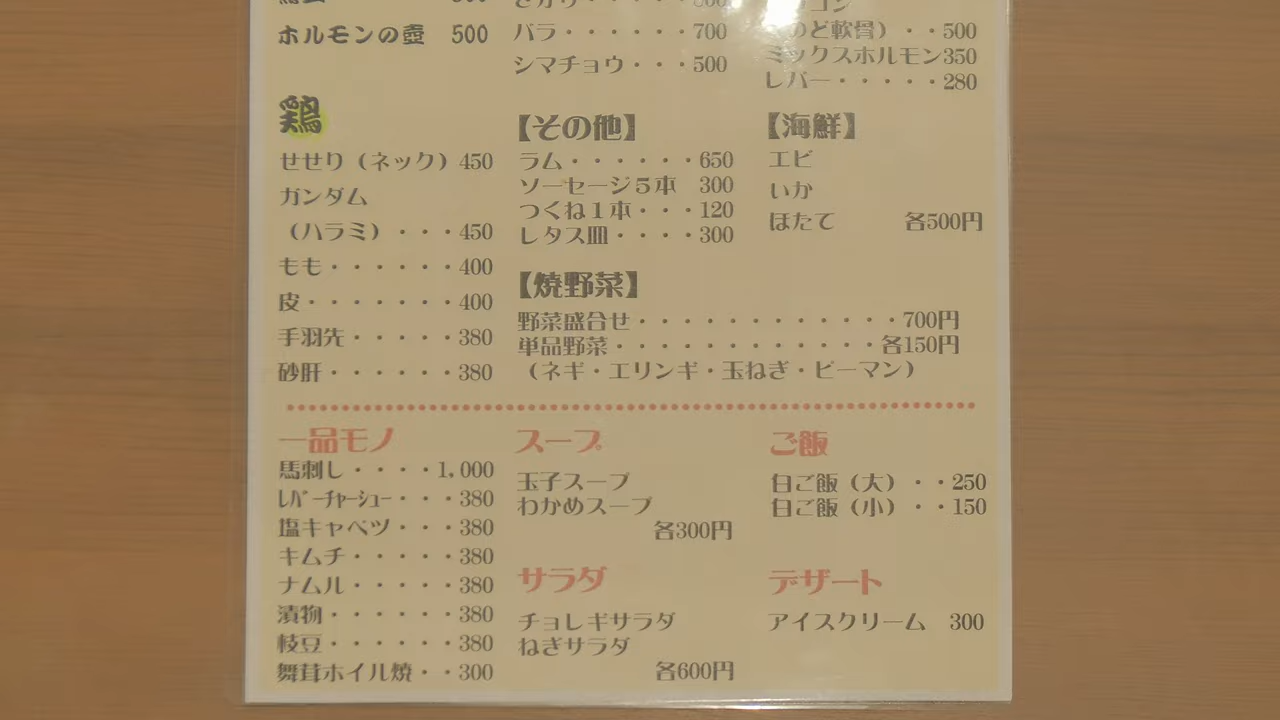 ホルモンの壺 500
鶏
せせり（ネック）450
ガンダム
（ハラミ）・・・450
もも・・・・・・400
皮・・・・・・・400
手羽先・・・・・380
砂肝・・・・・・380
バラ・・・・・・700
シマチョウ・・・500
【その他】
ラム・・・・・・650
ソーセージ５本 300
つくね１本・・・120
レタス皿・・・・300
のど軟骨）・・500
ミックスホルモン350
レバー・・・・・280
【海鮮】
エビ
いか
ほたて 各500円
【焼野菜】
野菜盛合せ・・・・・・・・・・・・700円
単品野菜・・・・・・・・・・・・各150円
（ネギ・エリンギ・玉ねぎ・ピーマン）
一品モノ
馬刺し・・・・1,000
ﾚﾊﾞｰﾁｬｰｼｭｰ・・・380
塩キャベツ・・・380
キムチ・・・・・380
ナムル・・・・・380
漬物・・・・・・380
枝豆・・・・・・380
舞茸ホイル焼・・300
スープ
玉子スープ
わかめスープ
各300円
サラダ
チョレギサラダ
ねぎサラダ
各600円
ご飯
白ご飯（大）・・250
白ご飯（小）・・150
デザート
アイスクリーム 300